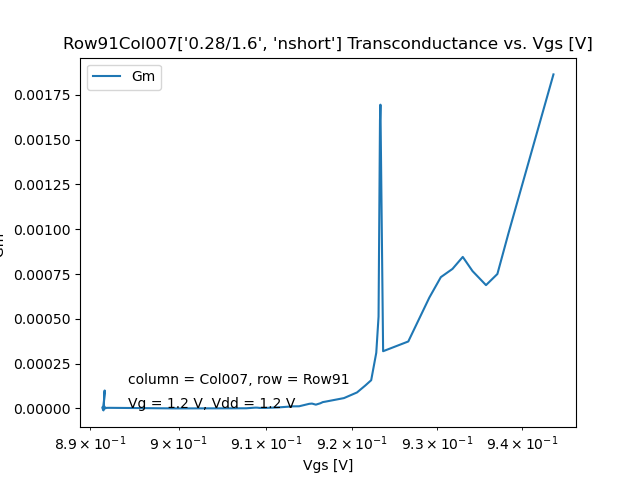 Row91Col007['0.28/1.6', 'nshort'] Transconductance vs. Vgs [V]
Gm
0.00175
0.00150
0.00125
0.00100
0.00075
0.00050
0.00025
0.00000
column = Col007, row = Row91
Vg = 1.2 V, Vdd = 1.2 V
8.9 × 10⁻¹ 9 × 10⁻¹ 9.1 × 10⁻¹ 9.2 × 10⁻¹ 9.3 × 10⁻¹ 9.4 × 10⁻¹
Vgs [V]